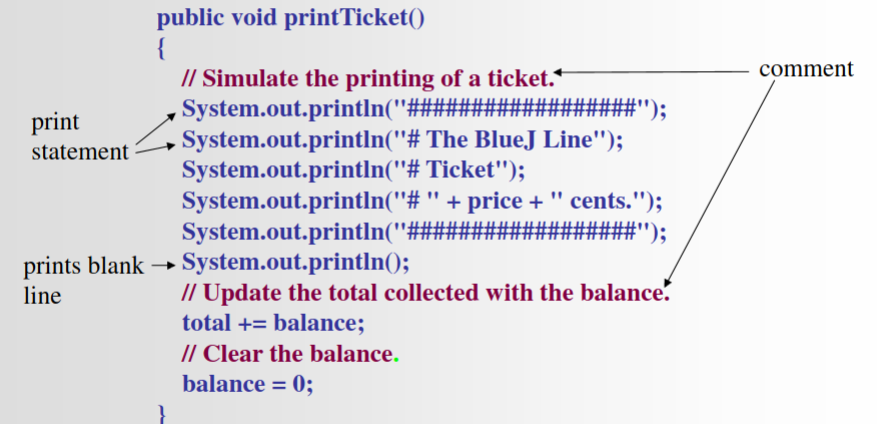 public void printTicket()
{
// Simulate the printing of a ticket.
comment
System.out.println("##################");
print
statement
System.out.println("# The BlueJ Line");
System.out.println("# Ticket");
System.out.println("# " + price + " cents.");
System.out.println("##################");
prints blank
line
System.out.println();
// Update the total collected with the balance.
total += balance;
// Clear the balance.
balance = 0;
}